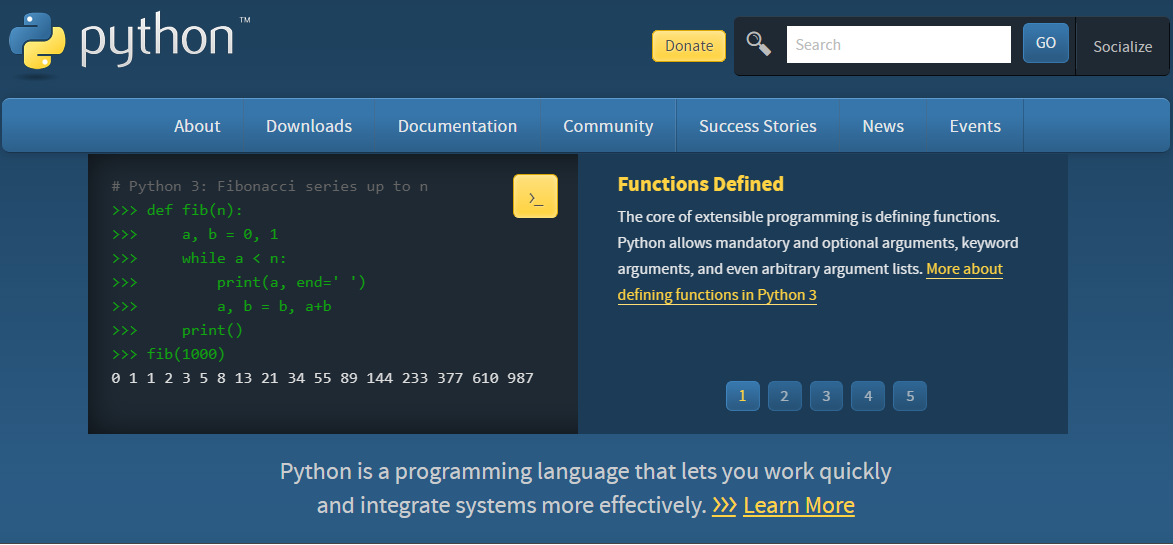 python™
Donate
Search
GO
Socialize
About Downloads Documentation Community Success Stories News Events
# Python 3: Fibonacci series up to n
>>> def fib(n):
>>>     a, b = 0, 1
>>>     while a < n:
>>>         print(a, end=' ')
>>>         a, b = b, a+b
>>>     print()
>>> fib(1000)
0 1 1 2 3 5 8 13 21 34 55 89 144 233 377 610 987
>_
Functions Defined
The core of extensible programming is defining functions.
Python allows mandatory and optional arguments, keyword
arguments, and even arbitrary argument lists. More about
defining functions in Python 3
1 2 3 4 5
Python is a programming language that lets you work quickly
and integrate systems more effectively. >>> Learn More